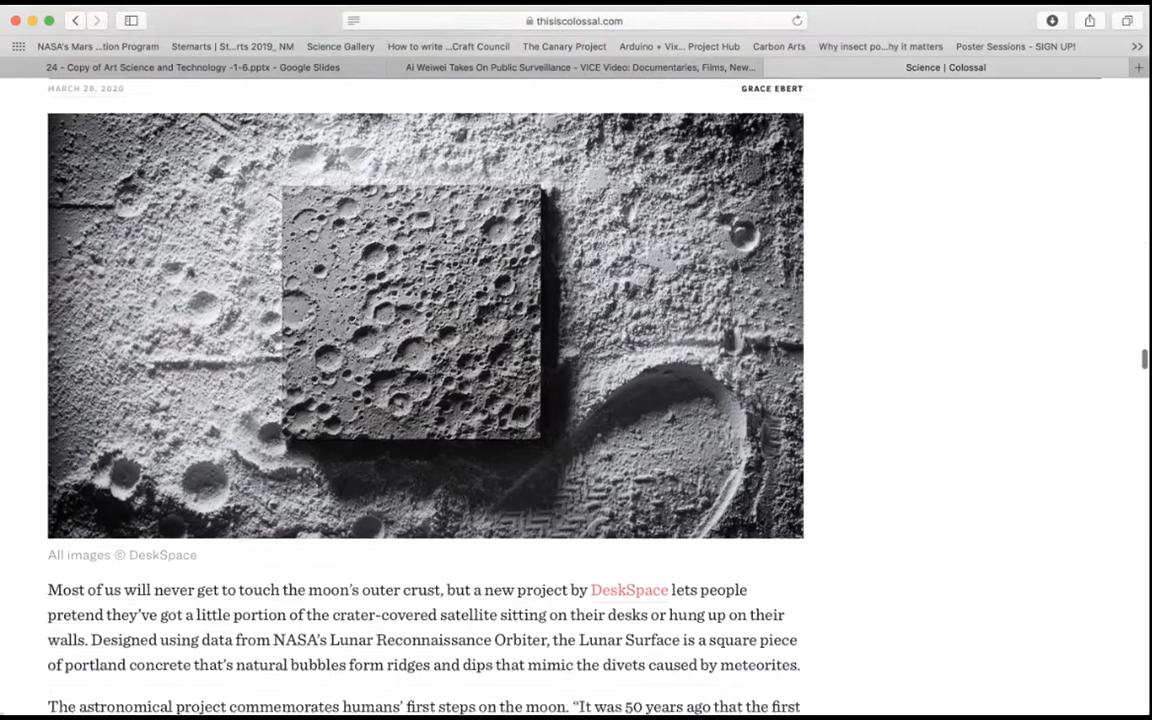 thisiscolossal.com
NASA's Mars ...tion Program Stemarts | St...rts 2019_ NM Science Gallery How to write ...Craft Council The Canary Project Arduino + Vix... Project Hub Carbon Arts Why insect po...hy it matters Poster Sessions - SIGN UP!
24 - Copy of Art Science and Technology -1-6.pptx - Google Slides Ai Weiwei Takes On Public Surveillance - VICE Video: Documentaries, Films, New... Science | Colossal
MARCH 28, 2020 GRACE EBERT
All images © DeskSpace
Most of us will never get to touch the moon's outer crust, but a new project by DeskSpace lets people
pretend they've got a little portion of the crater-covered satellite sitting on their desks or hung up on their
walls. Designed using data from NASA's Lunar Reconnaissance Orbiter, the Lunar Surface is a square piece
of portland concrete that's natural bubbles form ridges and dips that mimic the divets caused by meteorites.
The astronomical project commemorates humans' first steps on the moon. “It was 50 years ago that the first